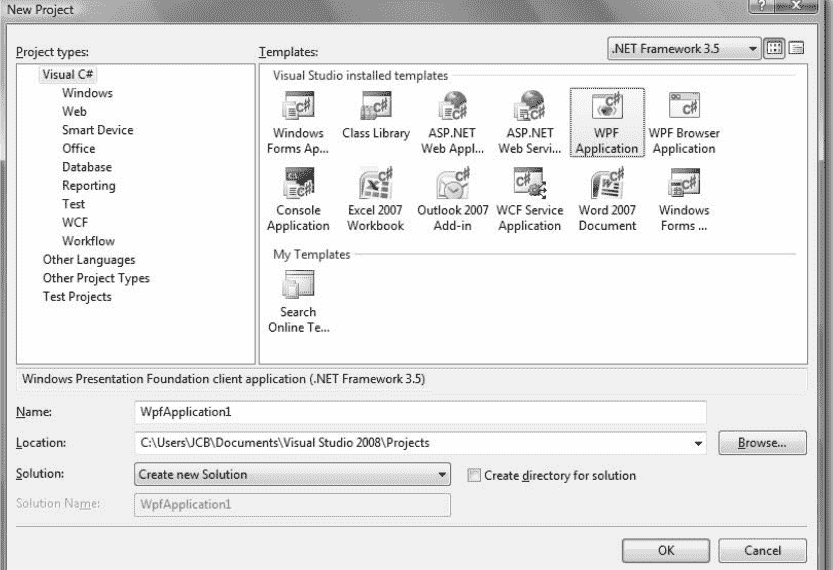 New Project
Project types:
Templates:
.NET Framework 3.5
Visual C#
Windows
Web
Smart Device
Office
Database
Reporting
Test
WCF
Workflow
Other Languages
Other Project Types
Test Projects
Visual Studio installed templates
Windows Forms Ap...
Class Library
ASP.NET Web Appl...
ASP.NET Web Servi...
WPF Application
WPF Browser Application
Console Application
Excel 2007 Workbook
Outlook 2007 Add-in
WCF Service Application
Word 2007 Document
Windows Forms ...
My Templates
Search Online Te...
Windows Presentation Foundation client application (.NET Framework 3.5)
Name:
WpfApplication1
Location:
C:\Users\JCB\Documents\Visual Studio 2008\Projects
Browse...
Solution:
Create new Solution
Create directory for solution
Solution Name:
WpfApplication1
OK
Cancel